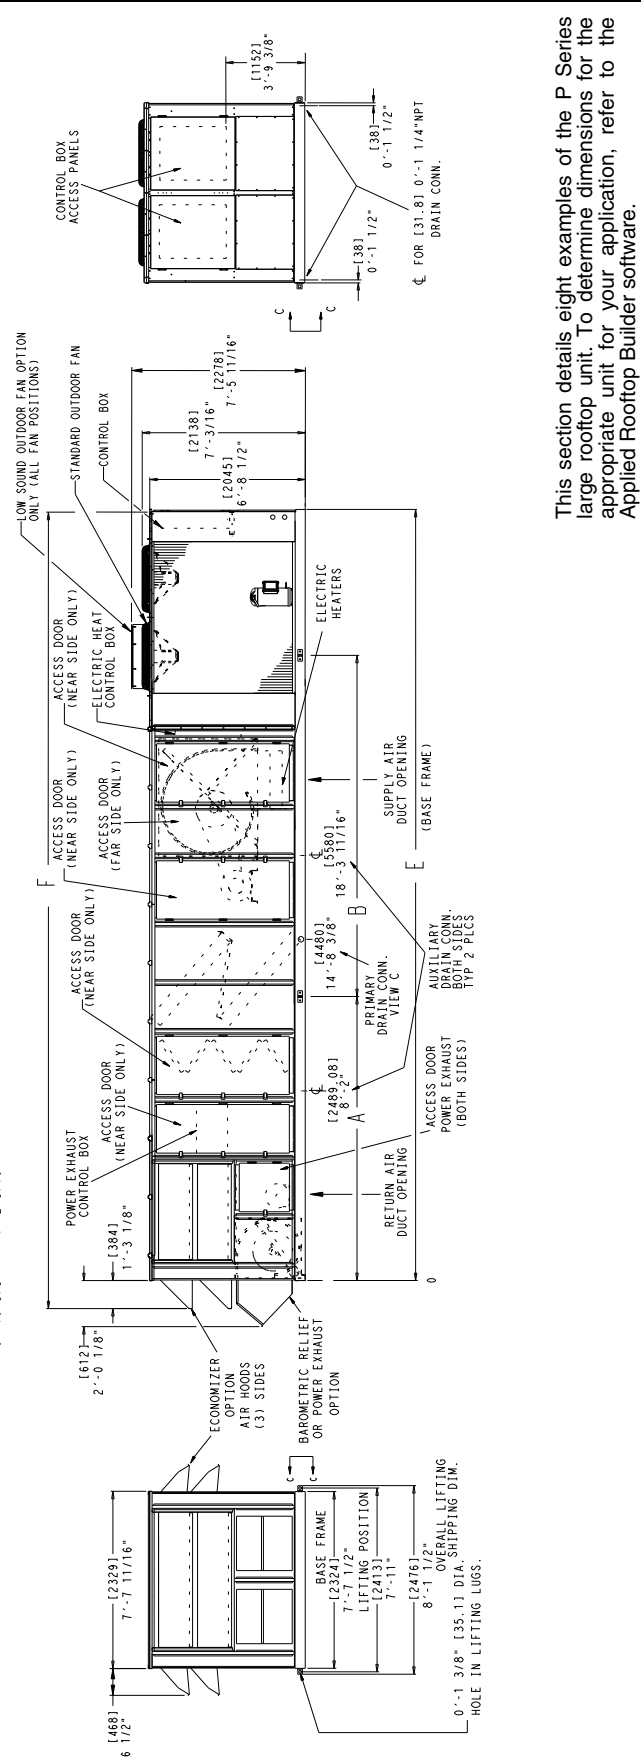 This section details eight examples of the P Series
large rooftop unit. To determine dimensions for the
appropriate unit for your application, refer to the
Applied Rooftop Builder software.
[468]
6 1/2"
[2329]
7'-7 11/16"
BASE FRAME
[2324]
7'-7 1/2"
LIFTING POSITION
[2413]
7'-11"
[2476]
8'-1 1/2"
OVERALL LIFTING
SHIPPING DIM.
0'-1 3/8" [35.1] DIA.
HOLE IN LIFTING LUGS.
C
C
[612]
2'-0 1/8"
[384]
1'-3 1/8"
ECONOMIZER
OPTION
AIR HOODS
(3) SIDES
BAROMETRIC RELIEF
OR POWER EXHAUST
OPTION
F
POWER EXHAUST
CONTROL BOX
ACCESS DOOR
(NEAR SIDE ONLY)
ACCESS DOOR
(NEAR SIDE ONLY)
ACCESS DOOR
(NEAR SIDE ONLY)
ACCESS DOOR
(FAR SIDE ONLY)
ACCESS DOOR
(NEAR SIDE ONLY)
ELECTRIC HEAT
CONTROL BOX
LOW SOUND OUTDOOR FAN OPTION
ONLY (ALL FAN POSITIONS)
STANDARD OUTDOOR FAN
CONTROL BOX
[2045]
6'-8 1/2"
[2138]
7'-3/16"
[2278]
7'-5 11/16"
ELECTRIC
HEATERS
RETURN AIR
DUCT OPENING
ACCESS DOOR
POWER EXHAUST
(BOTH SIDES)
[2489.08]
8'-2"
A
PRIMARY
DRAIN CONN.
VIEW C
[4480]
14'-8 3/8"
B
[5580]
18'-3 11/16"
AUXILIARY
DRAIN CONN.
BOTH SIDES
TYP 2 PLCS
SUPPLY AIR
DUCT OPENING
(BASE FRAME)
E
0
C
C
CONTROL BOX
ACCESS PANELS
[1152]
3'-9 3/8"
[38]
0'-1 1/2"
[38]
0'-1 1/2"
℄ FOR [31.8] 0'-1 1/4"NPT
DRAIN CONN.